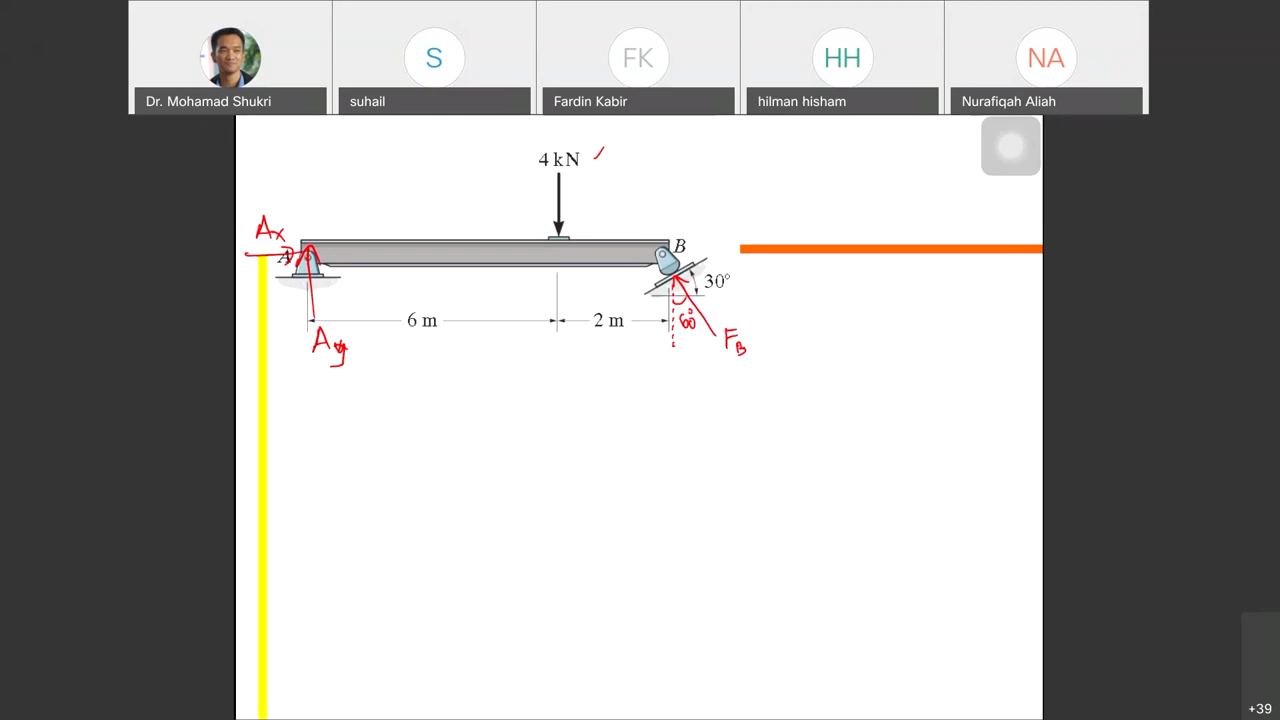 Dr. Mohamad Shukri
S
suhail
FK
Fardin Kabir
HH
hilman hisham
NA
Nurafiqah Aliah
4 kN
Ax
A
B
30°
6 m
2 m
60°
Ay
FB
+39